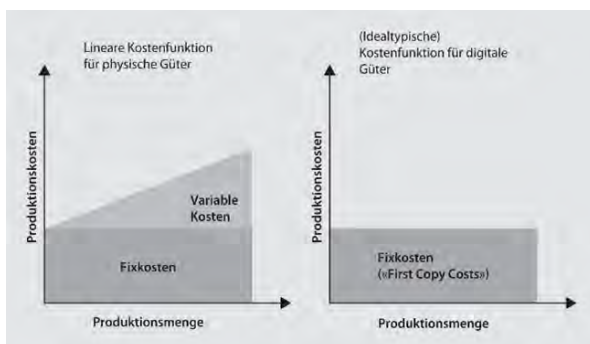 Lineare Kostenfunktion
für physische Güter
Produktionskosten
Variable
Kosten
Fixkosten
Produktionsmenge
(Idealtypische)
Kostenfunktion für digitale
Güter
Produktionskosten
Fixkosten
(«First Copy Costs»)
Produktionsmenge